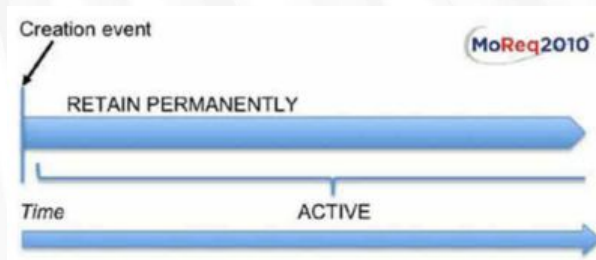 Creation event
MoReq2010®
RETAIN PERMANENTLY
Time
ACTIVE